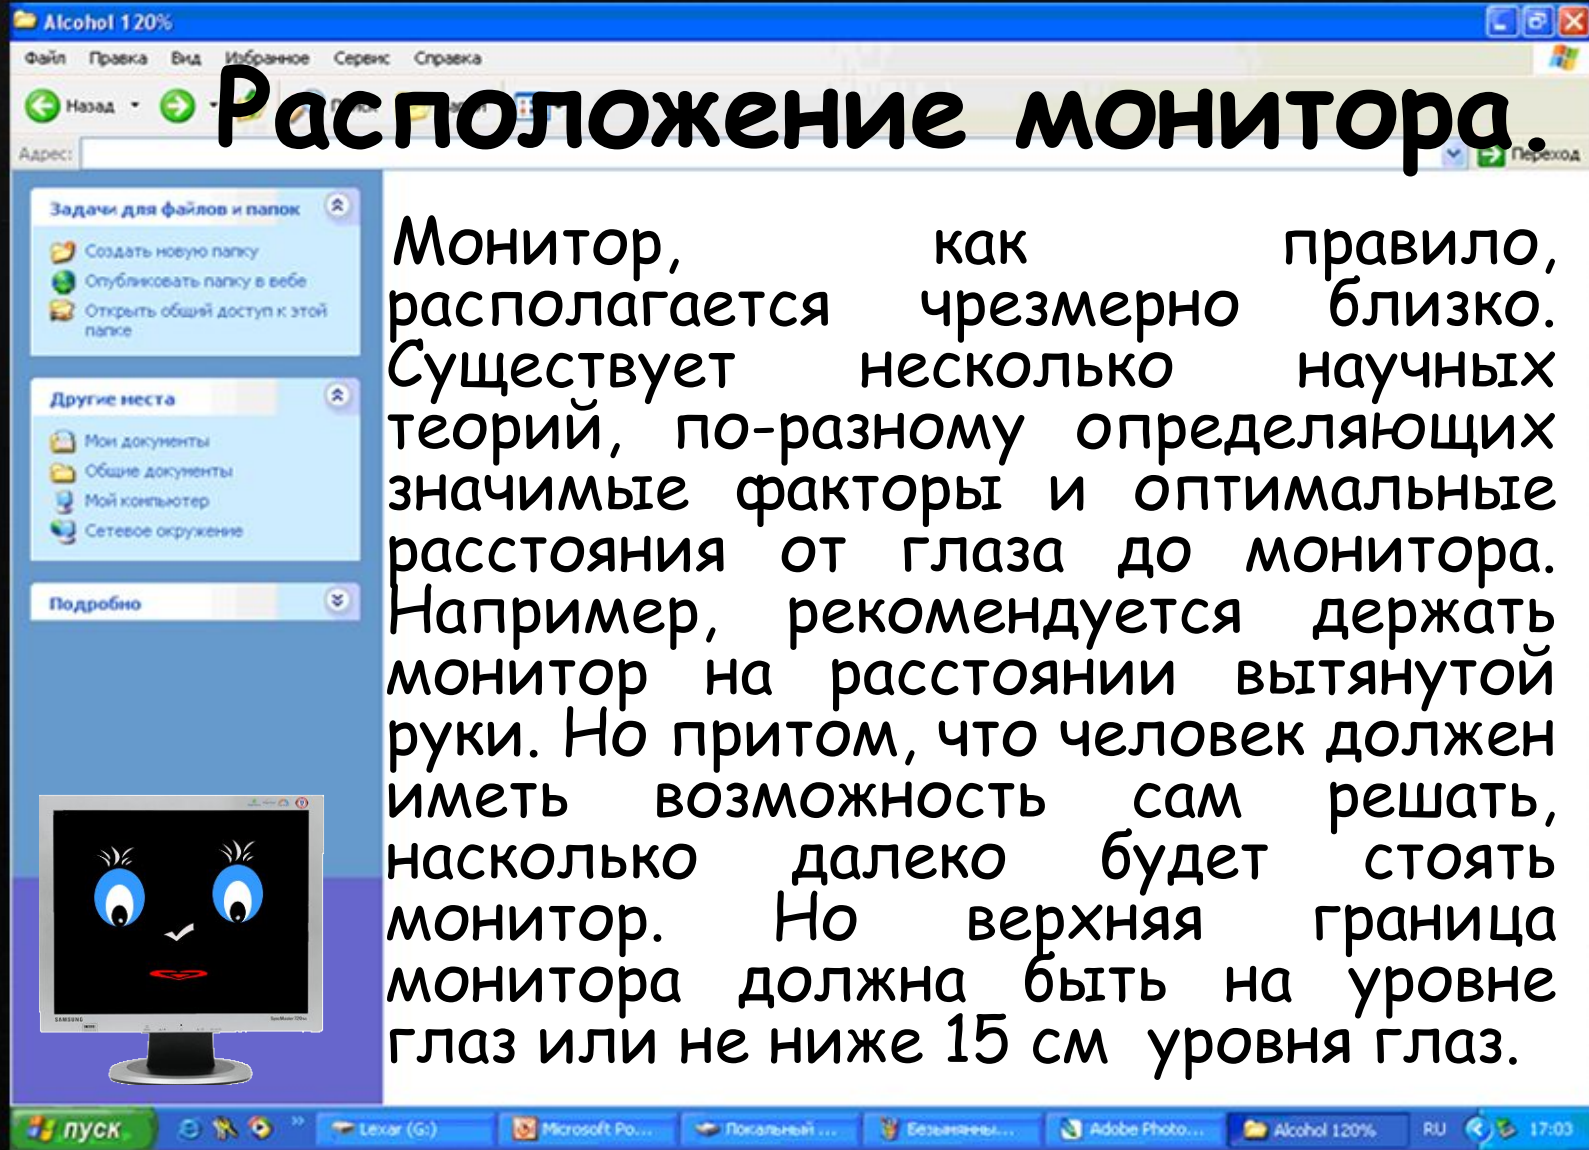 Alcohol 120%
Файл Правка Вид Избранное Сервис Справка
Назад
Расположение монитора.
Адрес: Переход
Задачи для файлов и папок
Создать новую папку
Опубликовать папку в вебе
Открыть общий доступ к этой
папке
Другие места
Мои документы
Общие документы
Мой компьютер
Сетевое окружение
Подробно
Монитор, как правило,
располагается чрезмерно близко.
Существует несколько научных
теорий, по-разному определяющих
значимые факторы и оптимальные
расстояния от глаза до монитора.
Например, рекомендуется держать
монитор на расстоянии вытянутой
руки. Но притом, что человек должен
иметь возможность сам решать,
насколько далеко будет стоять
монитор. Но верхняя граница
монитора должна быть на уровне
глаз или не ниже 15 см уровня глаз.
SAMSUNG
пуск Lexar (G:) Microsoft Po... Локальный ... Безымянны... Adobe Photo... Alcohol 120% RU 17:03